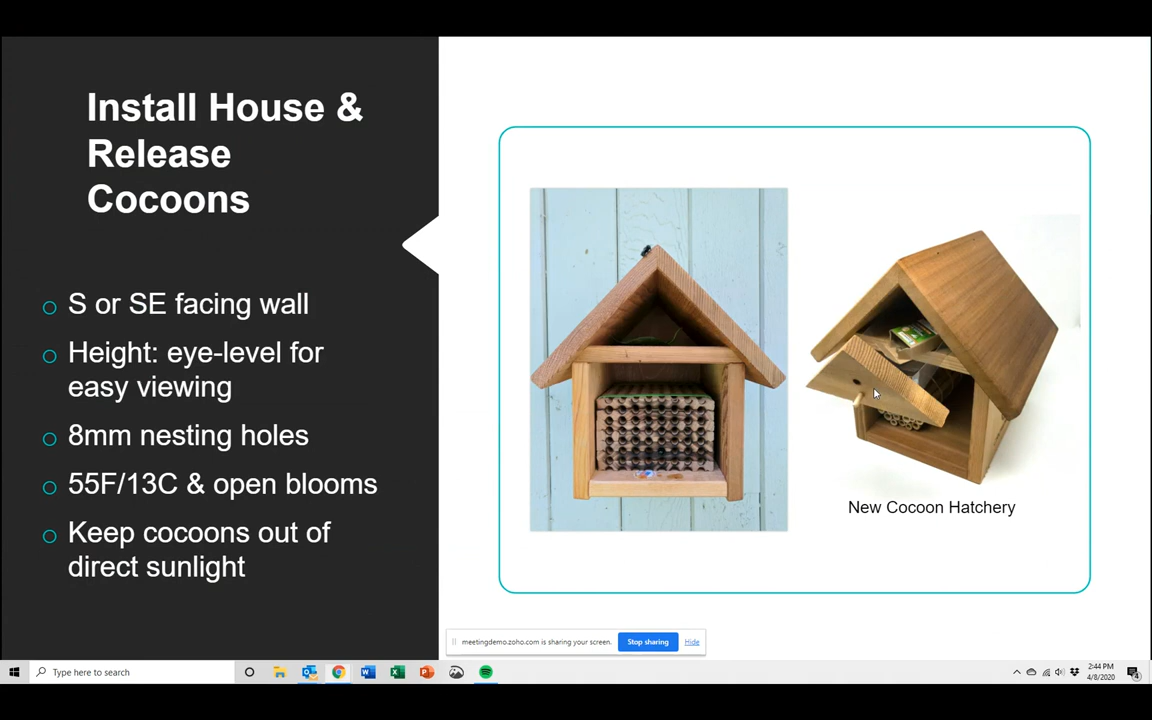 Install House &
Release
Cocoons
S or SE facing wall
Height: eye-level for
easy viewing
8mm nesting holes
55F/13C & open blooms
Keep cocoons out of
direct sunlight
New Cocoon Hatchery
meetingdemo.zoho.com is sharing your screen.
Stop sharing
Hide
Type here to search
2:44 PM
4/8/2020